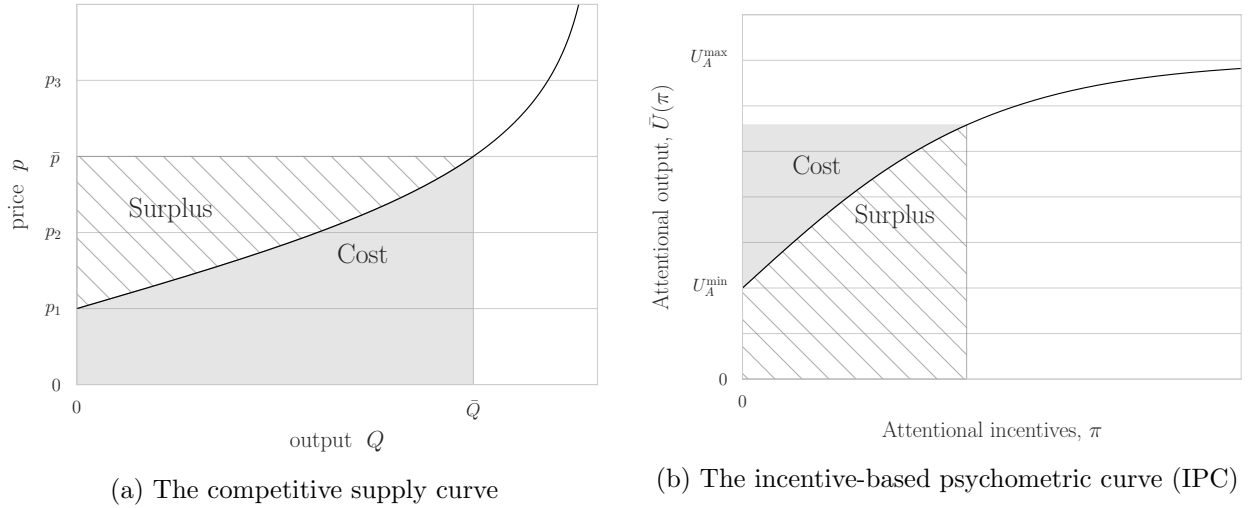 p₃
p̄
p₂
p₁
0
price p
Surplus
Cost
0
Q̄
output Q
(a) The competitive supply curve
U_A^max
U_A^min
0
Attentional output, Ū(π)
Cost
Surplus
0
Attentional incentives, π
(b) The incentive-based psychometric curve (IPC)